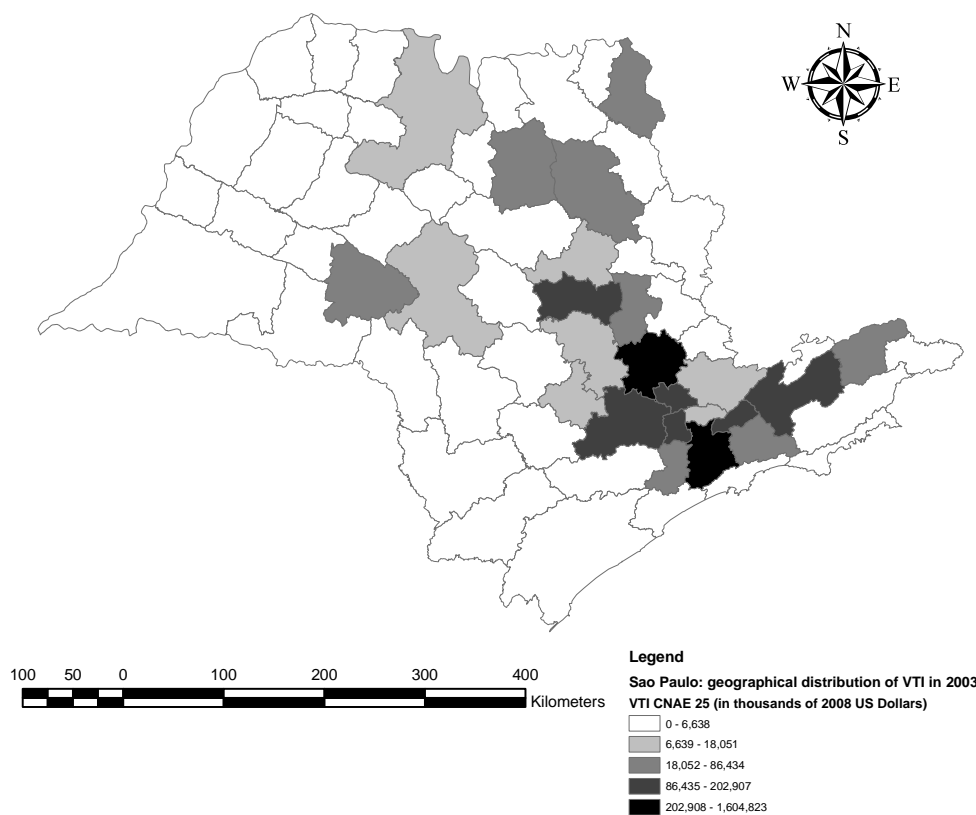 N
W E
S
100 50 0 100 200 300 400
Kilometers
Legend
Sao Paulo: geographical distribution of VTI in 2003
VTI CNAE 25 (in thousands of 2008 US Dollars)
0 - 6,638
6,639 - 18,051
18,052 - 86,434
86,435 - 202,907
202,908 - 1,604,823